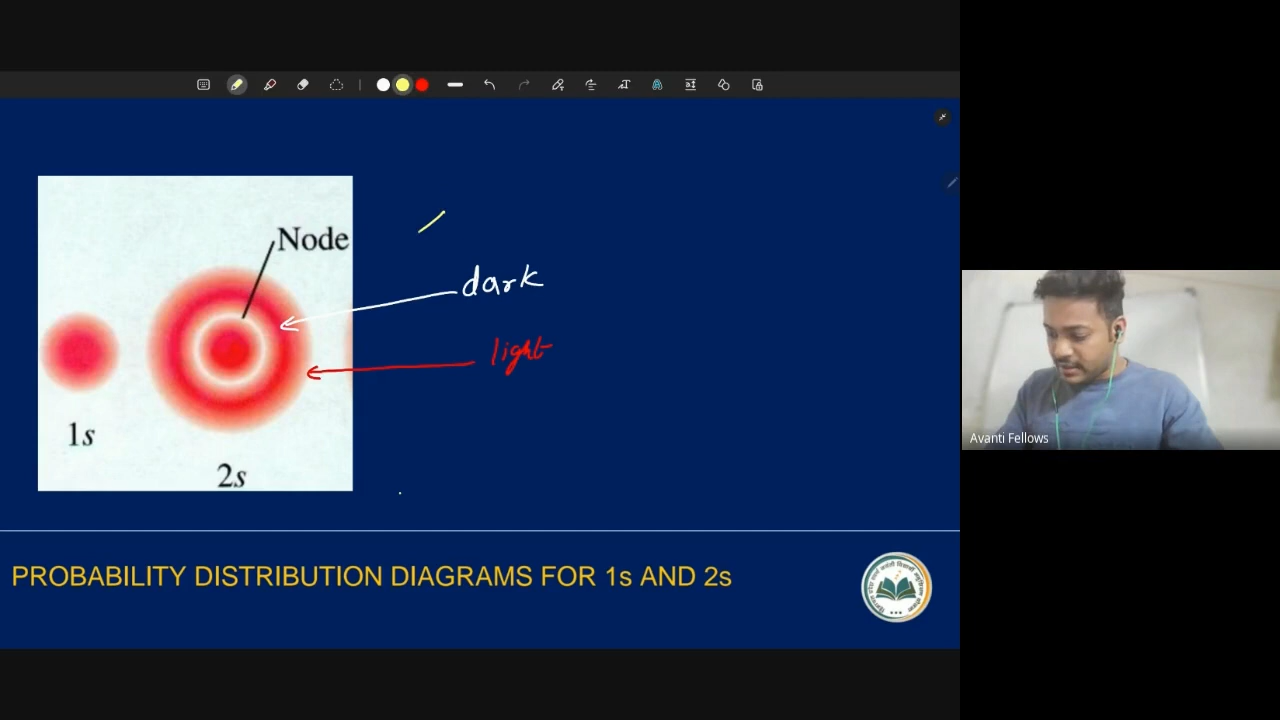 Node
dark
light
1s
2s
Avanti Fellows
PROBABILITY DISTRIBUTION DIAGRAMS FOR 1s AND 2s